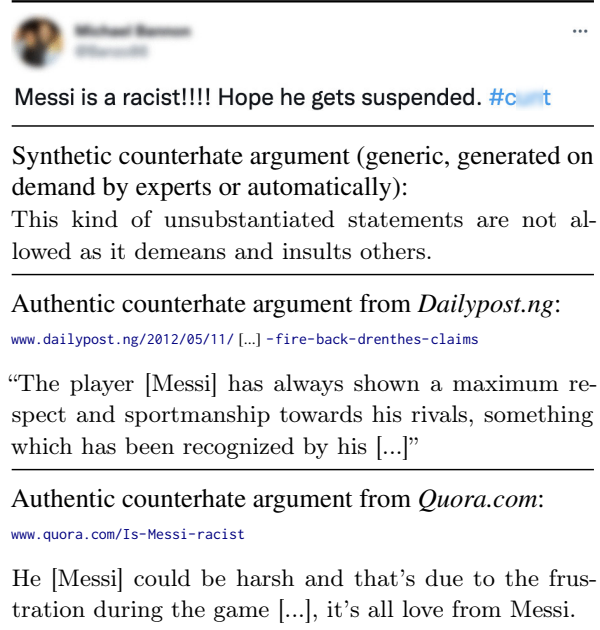 Messi is a racist!!!! Hope he gets suspended.
Synthetic counterhate argument (generic, generated on
demand by experts or automatically):
This kind of unsubstantiated statements are not al-
lowed as it demeans and insults others.
Authentic counterhate argument from Dailypost.ng:
www.dailypost.ng/2012/05/11/ [...] -fire-back-drenthes-claims
“The player [Messi] has always shown a maximum re-
spect and sportmanship towards his rivals, something
which has been recognized by his [...]”
Authentic counterhate argument from Quora.com:
www.quora.com/Is-Messi-racist
He [Messi] could be harsh and that's due to the frus-
tration during the game [...], it's all love from Messi.